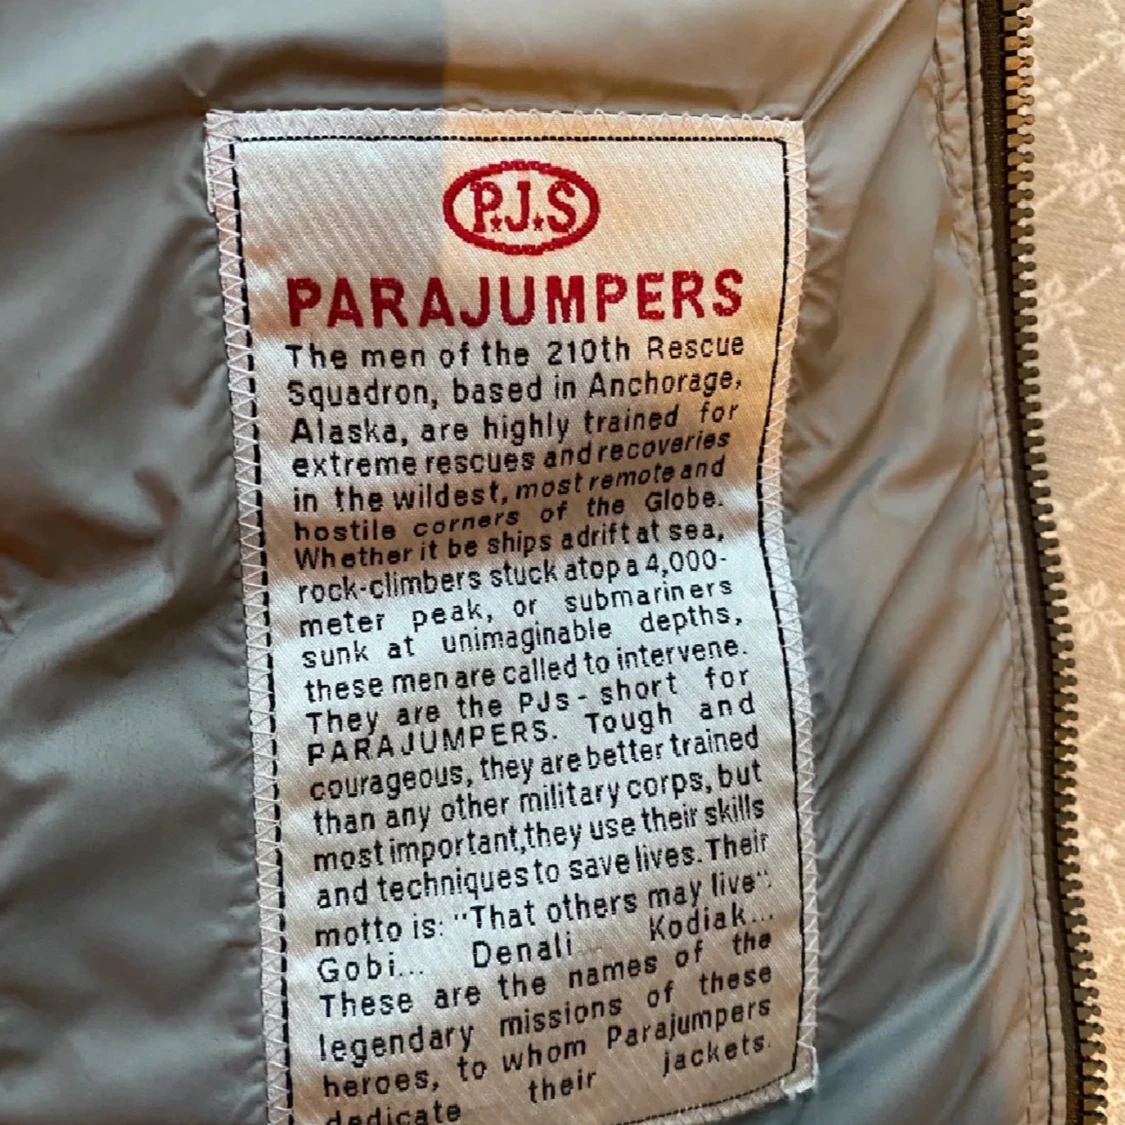 P.J.S
PARAJUMPERS
The men of the 210th Rescue
Squadron, based in Anchorage,
Alaska, are highly trained for
extreme rescues and recoveries
in the wildest, most remote and
hostile corners of the Globe.
Whether it be ships adrift at sea,
rock-climbers stuck atop a 4,000-
meter peak, or submariners
sunk at unimaginable depths,
these men are called to intervene.
They are the PJs - short for
PARAJUMPERS. Tough and
courageous, they are better trained
than any other military corps, but
most important,they use their skills
and techniques to save lives. Their
motto is: "That others may live".
Gobi... Denali... Kodiak...
These are the names of the
legendary missions of these
heroes, to whom Parajumpers
dedicate their jackets.